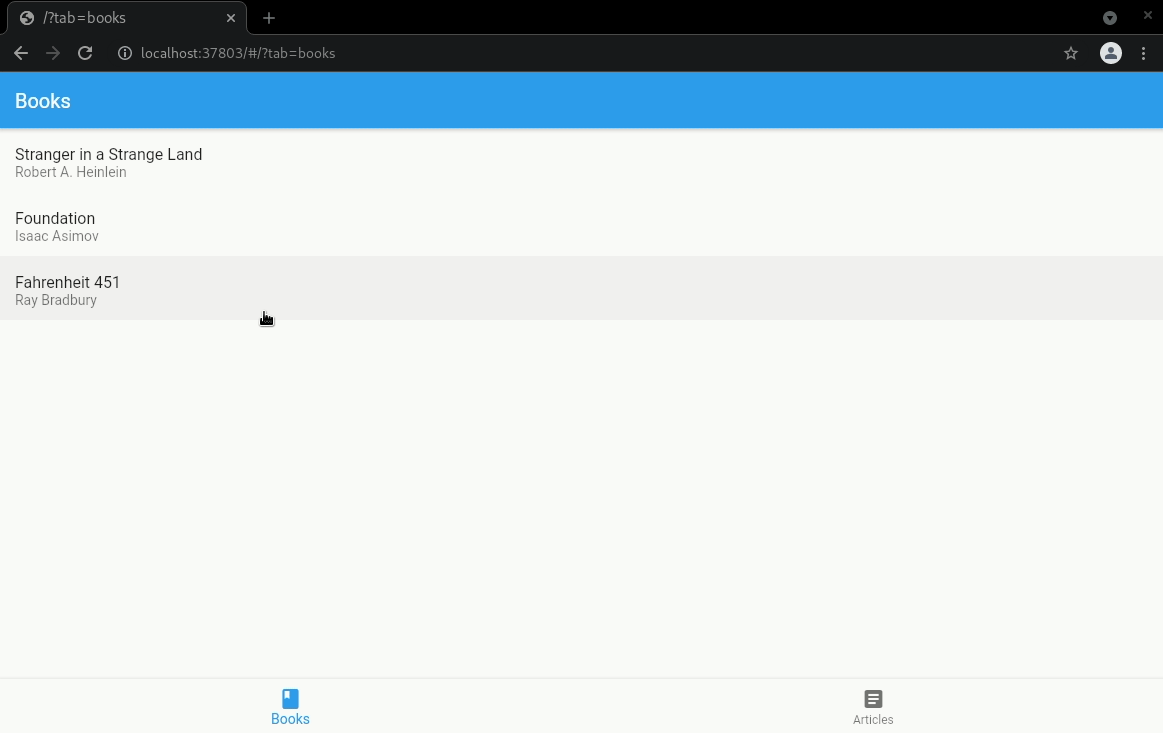 /?tab=books
localhost:37803/#/?tab=books
Books
Stranger in a Strange Land
Robert A. Heinlein
Foundation
Isaac Asimov
Fahrenheit 451
Ray Bradbury
Books
Articles